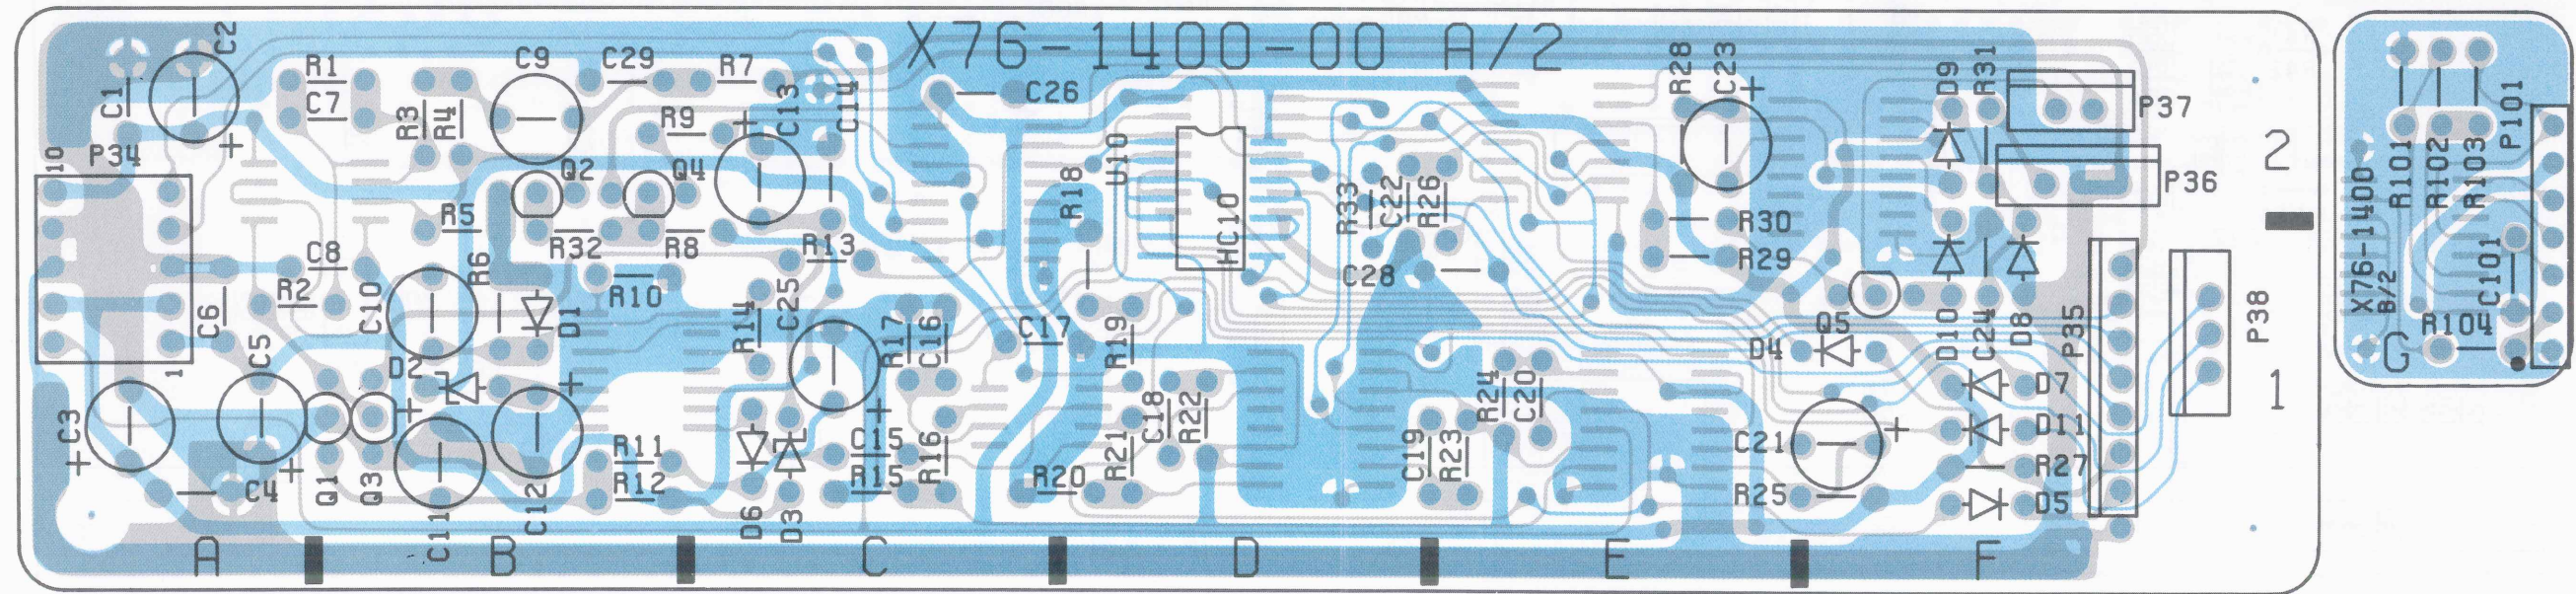 X76-1400-00 A/2
C2
R1
C9
C29
R7
R28
C23
D9
R31
C1
C7
R3
R4
R9
C13
C14
C26
P37
+
+
+
10
P34
Q2
Q4
U10
R18
2
P36
R5
R32
R8
R13
HC10
R33
C22
R26
R30
R29
C8
R6
R10
C28
C6
R2
C10
D1
R14
C25
R17
C16
C17
R19
Q5
D10
C24
D8
P35
P38
D4
1
C5
D2
+
+
+
R24
C20
D7
1
C3
+
C18
R22
D11
+
C21
R11
C15
R16
R21
C19
R23
R27
+
C4
Q1
Q3
R12
R15
R20
R25
D5
C11
C12
D6
D3
A
B
C
D
E
F
X76-1400
B/2
R101
R102
R103
P101
C101
R104
G